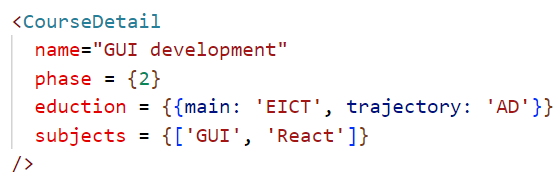 <CourseDetail
name="GUI development"
phase = {2}
eduction = {{main: 'EICT', trajectory: 'AD'}}
subjects = {['GUI', 'React']}
/>